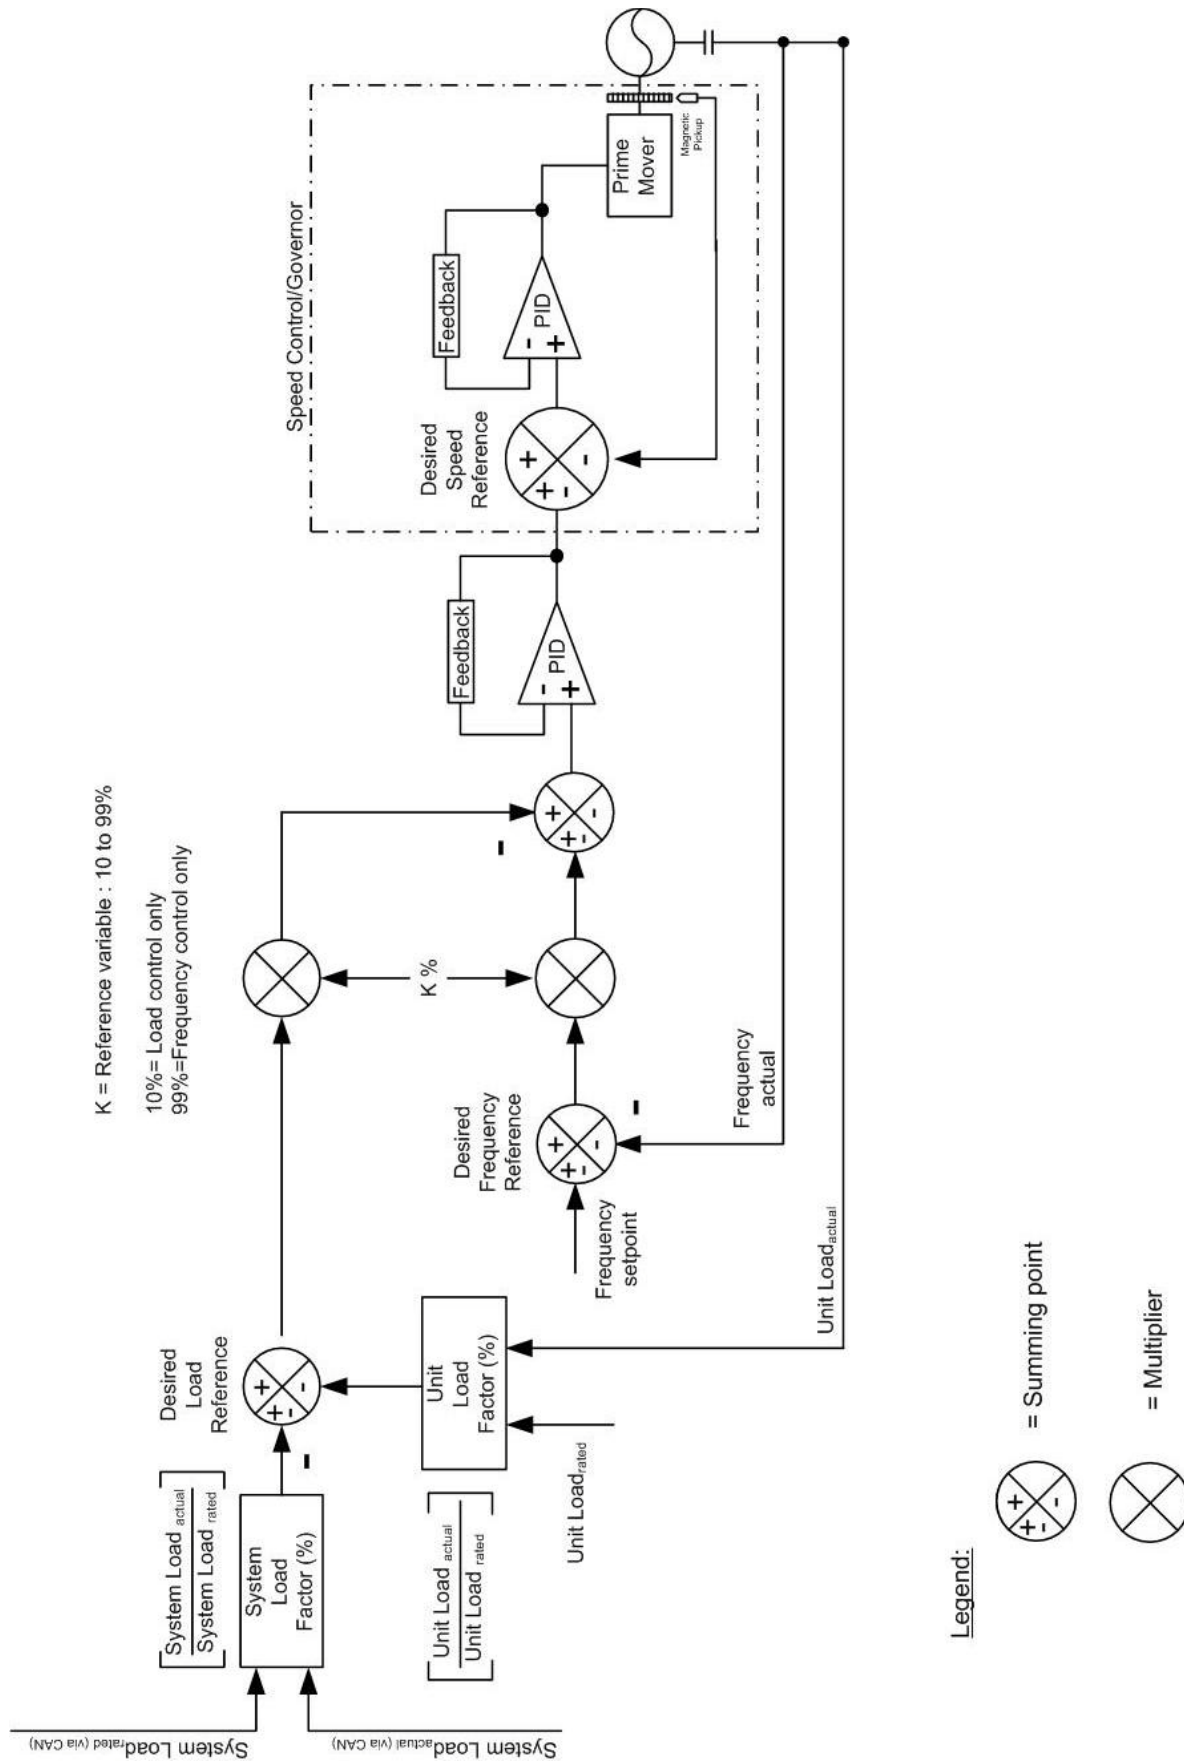 K = Reference variable : 10 to 99%
10%= Load control only
99%=Frequency control only
Speed Control/Governor
System Load rated (via CAN)
System Load actual (via CAN)
System Load actual
System Load rated
System
Load
Factor (%)
-
Desired
Load
Reference
+
+
-
-
Unit Load actual
Unit Load rated
Unit
Load
Factor (%)
Unit Load rated
Unit Load actual
Frequency
setpoint
Desired
Frequency
Reference
+
+
-
-
-
Frequency
actual
K %
-
+
+
-
-
Feedback
-
+
PID
Desired
Speed
Reference
+
+
-
-
Feedback
-
+
PID
Prime
Mover
Magnetic
Pickup
Legend:
+
+
-
-
= Summing point
= Multiplier